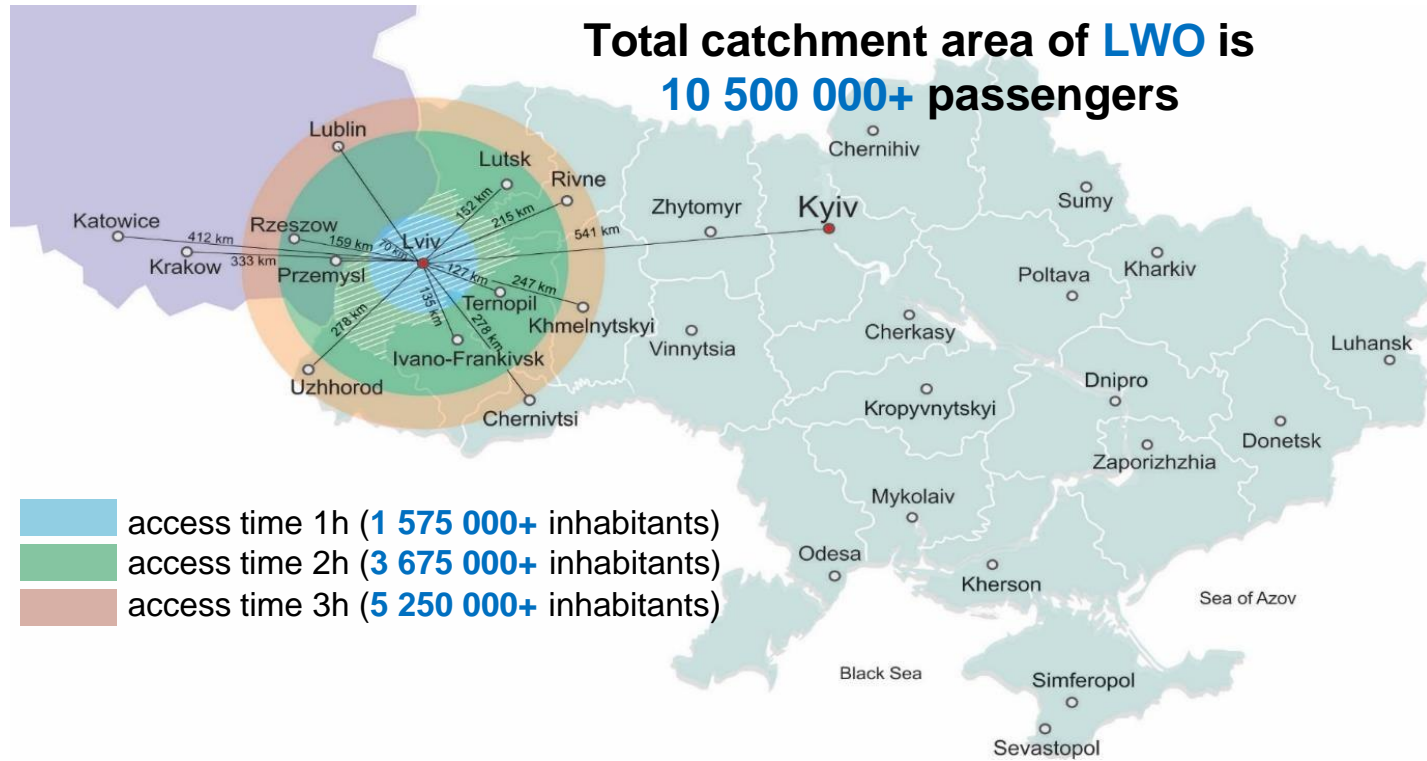 Total catchment area of LWO is
10 500 000+ passengers
Lublin
Chernihiv
Lutsk
Rivne
Sumy
152 km
Katowice
Rzeszow
215 km
Zhytomyr
Kyiv
412 km
159 km
70 km
Lviv
541 km
Krakow
333 km
Przemysl
Poltava
Kharkiv
127 km
247 km
135 km
Ternopil
278 km
278 km
Khmelnytskyi
Cherkasy
Vinnytsia
Ivano-Frankivsk
Luhansk
Uzhhorod
Chernivtsi
Kropyvnytskyi
Dnipro
Donetsk
Zaporizhzhia
Mykolaiv
access time 1h (1 575 000+ inhabitants)
access time 2h (3 675 000+ inhabitants)
access time 3h (5 250 000+ inhabitants)
Odesa
Kherson
Sea of Azov
Black Sea
Simferopol
Sevastopol